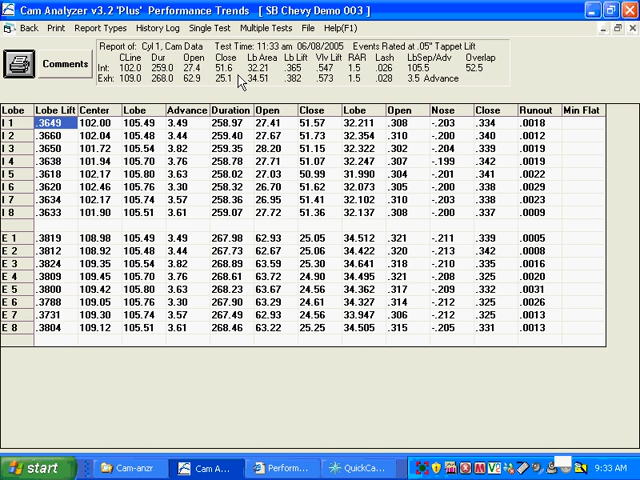 Cam Analyzer v3.2 'Plus' Performance Trends [ SB Chevy Demo 003 ]
Back Print Report Types History Log Single Test Multiple Tests File Help(F1)
Report of: Cyl 1, Cam Data Test Time: 11:33 am 06/08/2005 Events Rated at .05" Tappet Lift
CLine Dur Open Close Lb Area Lb Lift Vlv Lift RAR Lash LbSep/Adv Overlap
Int: 102.0 259.0 27.4 51.6 32.21 .365 .547 1.5 .026 105.5 52.5
Exh: 109.0 268.0 62.9 25.1 34.51 .382 .573 1.5 .028 3.5 Advance
Comments
Lobe Lobe Lift Center Lobe Advance Duration Open Close Lobe Open Nose Close Runout Min Flat
I 1 .3649 102.00 105.49 3.49 258.97 27.41 51.57 32.211 .308 -.203 .334 .0018
I 2 .3660 102.04 105.48 3.44 259.40 27.67 51.73 32.354 .310 -.200 .340 .0012
I 3 .3650 101.72 105.54 3.82 259.35 28.20 51.15 32.322 .302 -.204 .339 .0019
I 4 .3638 101.94 105.70 3.76 258.78 27.71 51.07 32.247 .307 -.199 .342 .0019
I 5 .3618 102.17 105.80 3.63 258.02 27.03 50.99 31.990 .304 -.201 .341 .0022
I 6 .3620 102.46 105.76 3.30 258.32 26.70 51.62 32.073 .305 -.200 .338 .0029
I 7 .3634 102.17 105.74 3.57 258.36 26.95 51.41 32.102 .310 -.203 .338 .0017
I 8 .3633 101.90 105.51 3.61 259.07 27.72 51.36 32.137 .308 -.200 .337 .0009
E 1 .3819 108.98 105.49 3.49 267.98 62.93 25.05 34.512 .321 -.211 .339 .0005
E 2 .3812 108.92 105.48 3.44 267.73 62.67 25.06 34.422 .320 -.213 .342 .0008
E 3 .3824 109.35 105.54 3.82 268.89 63.59 25.30 34.641 .318 -.210 .335 .0016
E 4 .3809 109.45 105.70 3.76 268.61 63.72 24.90 34.495 .321 -.208 .325 .0020
E 5 .3800 109.42 105.80 3.63 268.23 63.67 24.56 34.362 .317 -.209 .332 .0031
E 6 .3788 109.05 105.76 3.30 267.90 63.29 24.61 34.327 .314 -.212 .325 .0026
E 7 .3731 109.30 105.74 3.57 267.49 62.93 24.56 33.947 .306 -.212 .325 .0013
E 8 .3804 109.12 105.51 3.61 268.46 63.22 25.25 34.505 .315 -.205 .331 .0013
start Cam-anzr Cam A... Perform... QuickCa... 9:33 AM